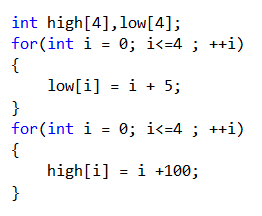 int high[4],low[4];
for(int i = 0; i<=4 ; ++i)
{
    low[i] = i + 5;
}
for(int i = 0; i<=4 ; ++i)
{
    high[i] = i +100;
}